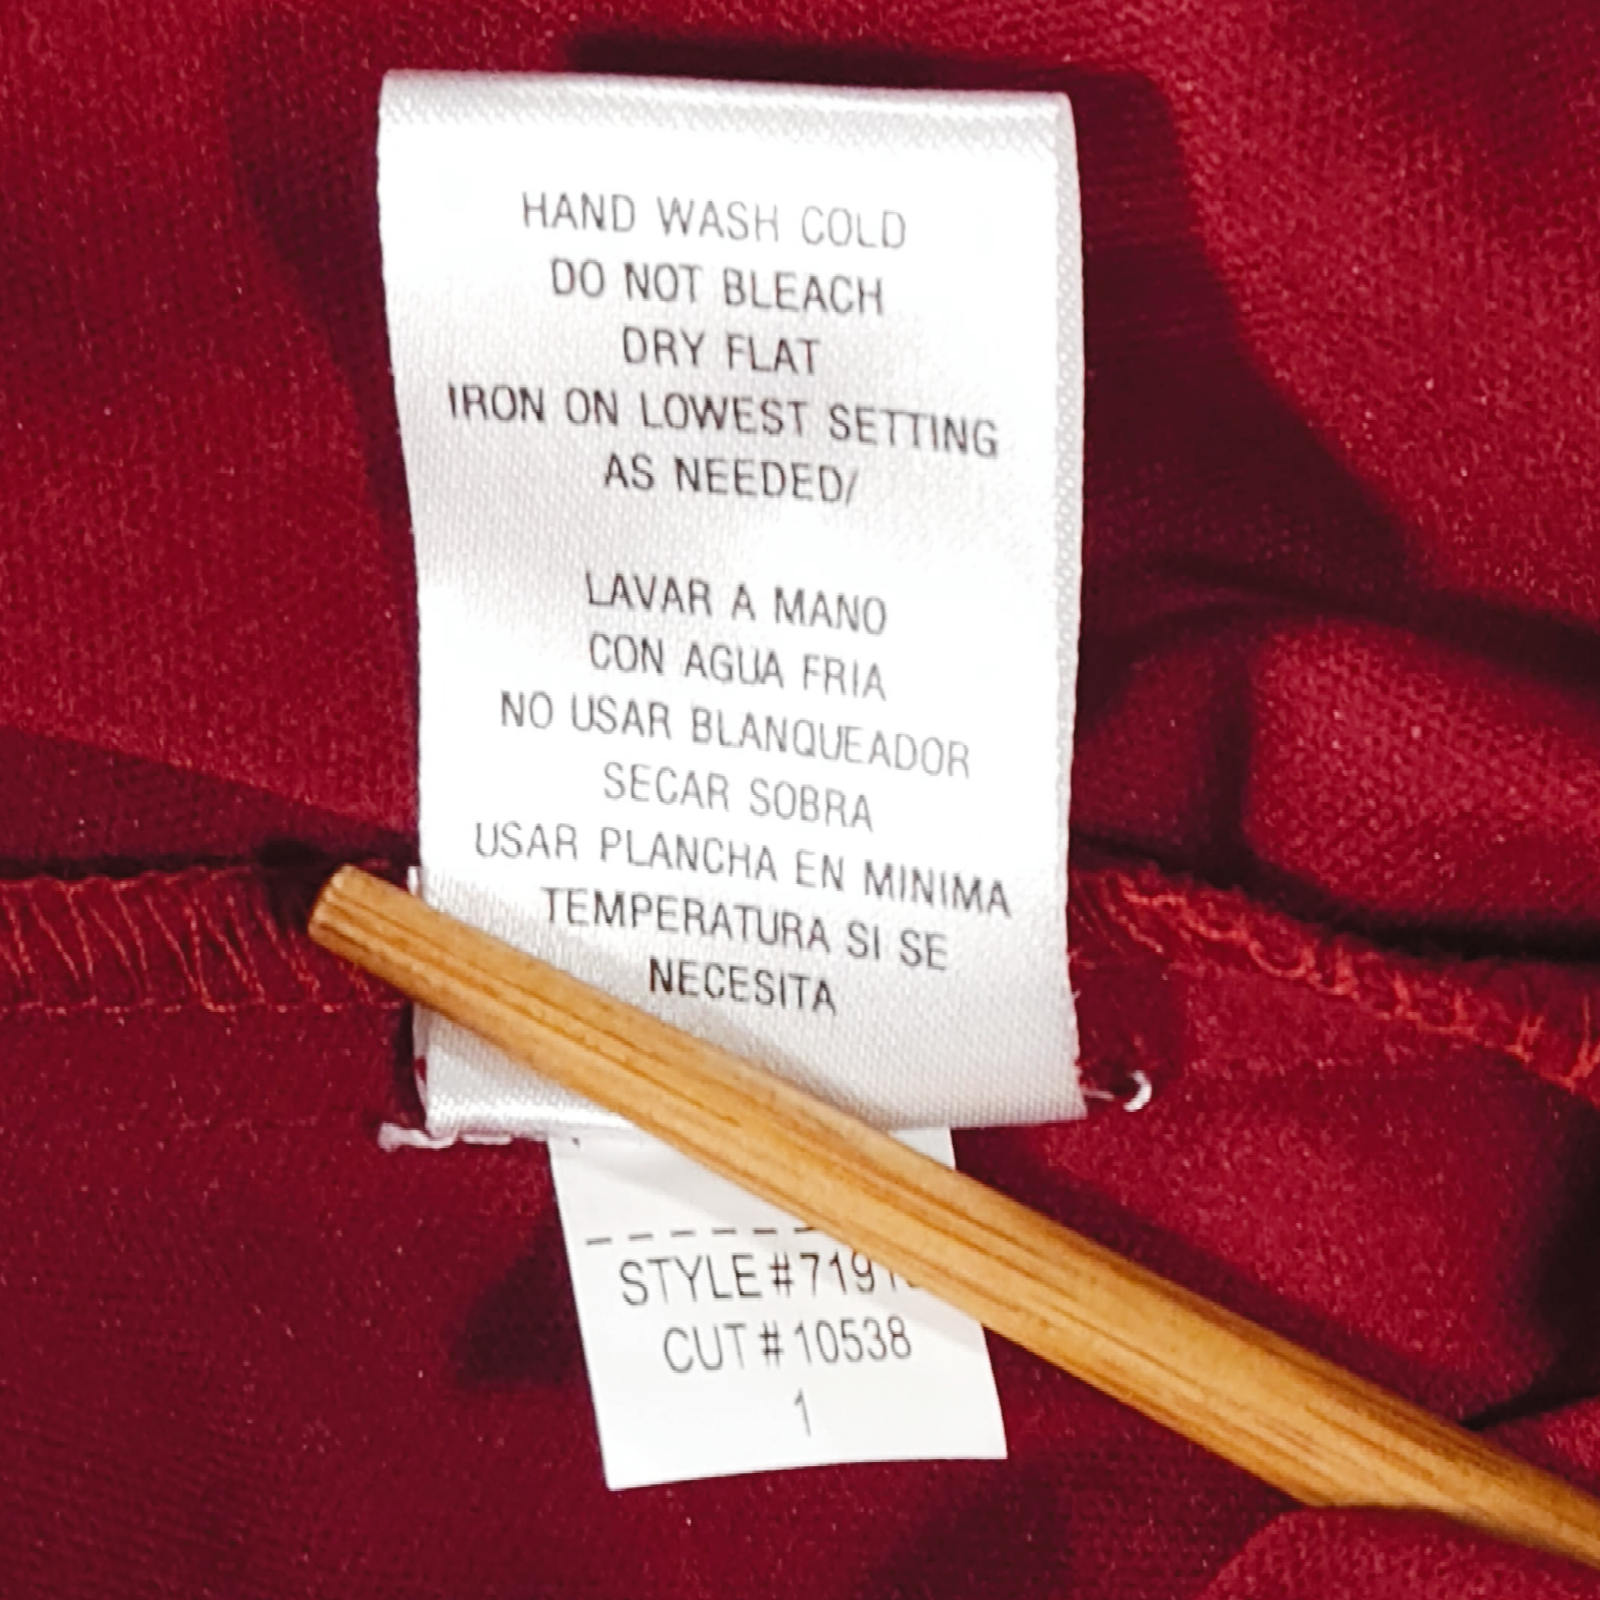 HAND WASH COLD
DO NOT BLEACH
DRY FLAT
IRON ON LOWEST SETTING
AS NEEDED/
LAVAR A MANO
CON AGUA FRIA
NO USAR BLANQUEADOR
SECAR SOBRA
USAR PLANCHA EN MINIMA
TEMPERATURA SI SE
NECESITA
STYLE
CUT # 10538
1